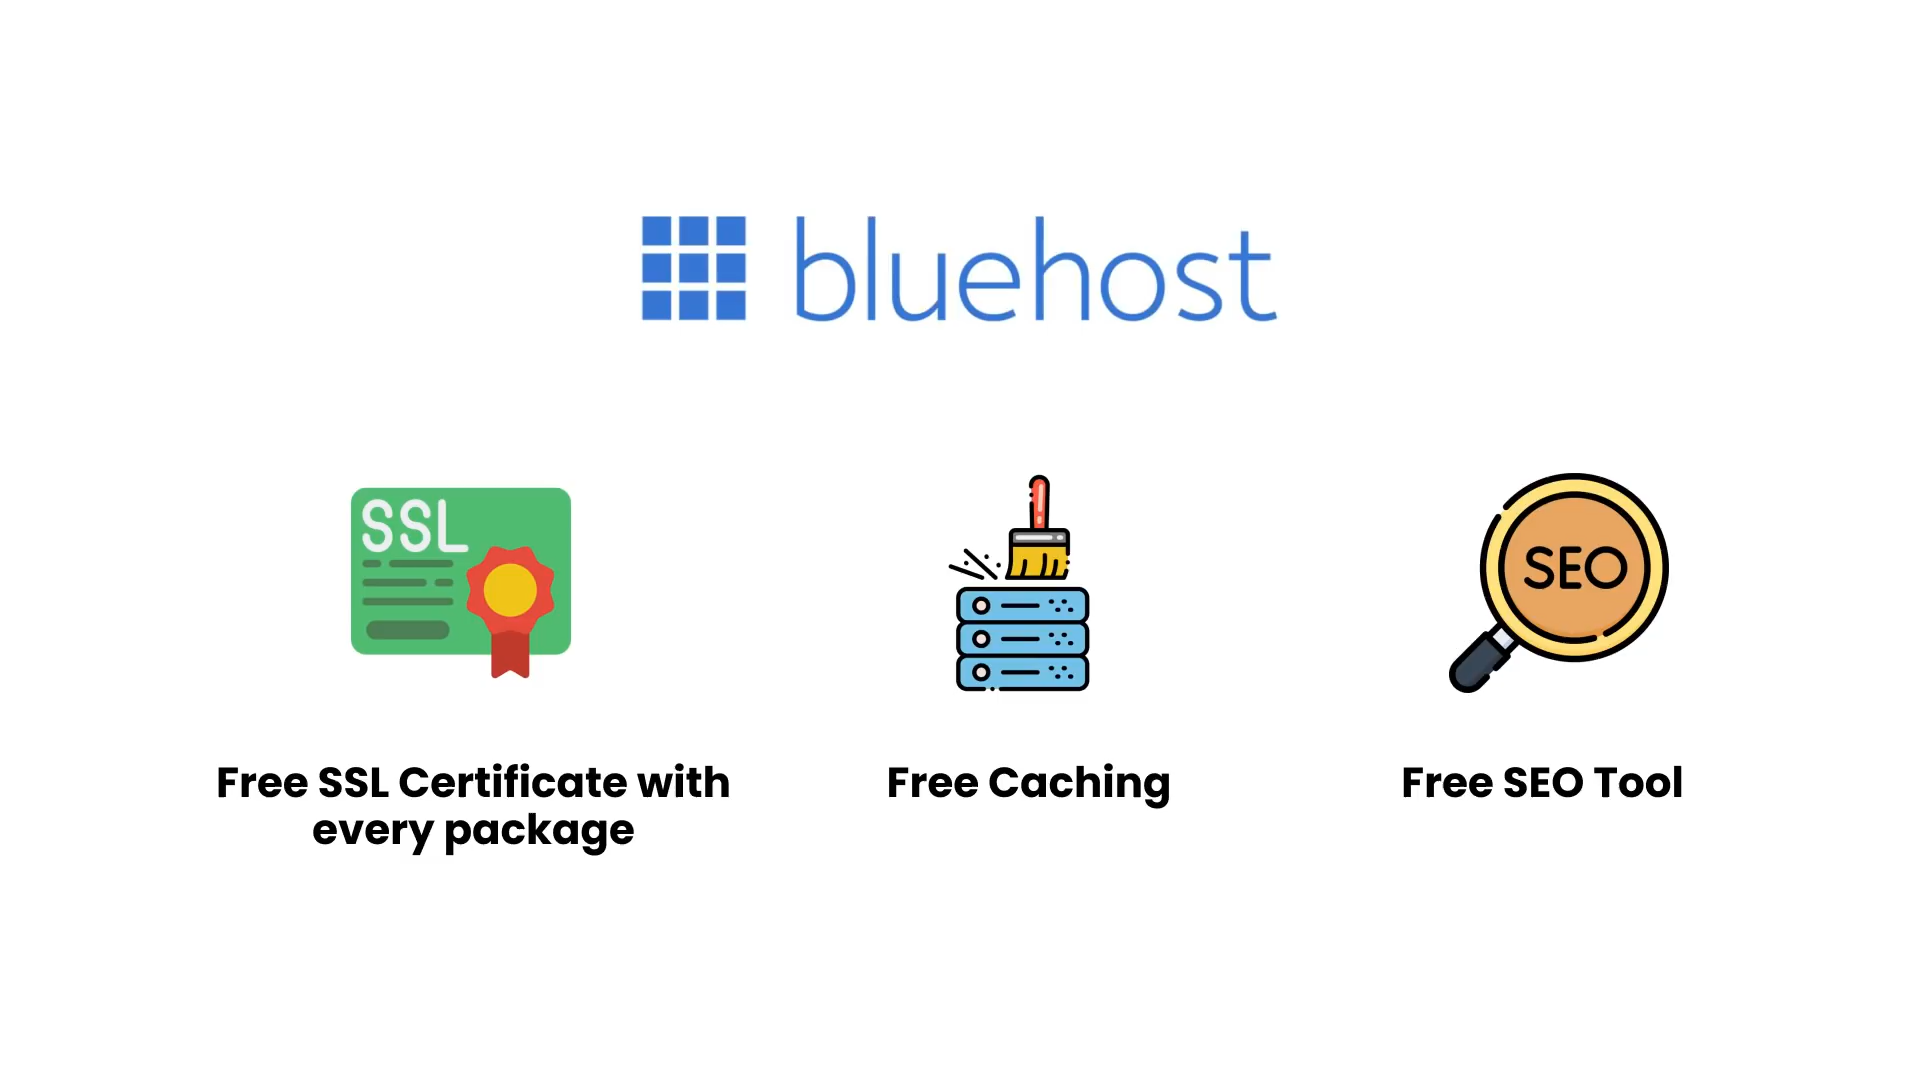 bluehost
SSL
SEO
Free SSL Certificate with
every package
Free Caching
Free SEO Tool